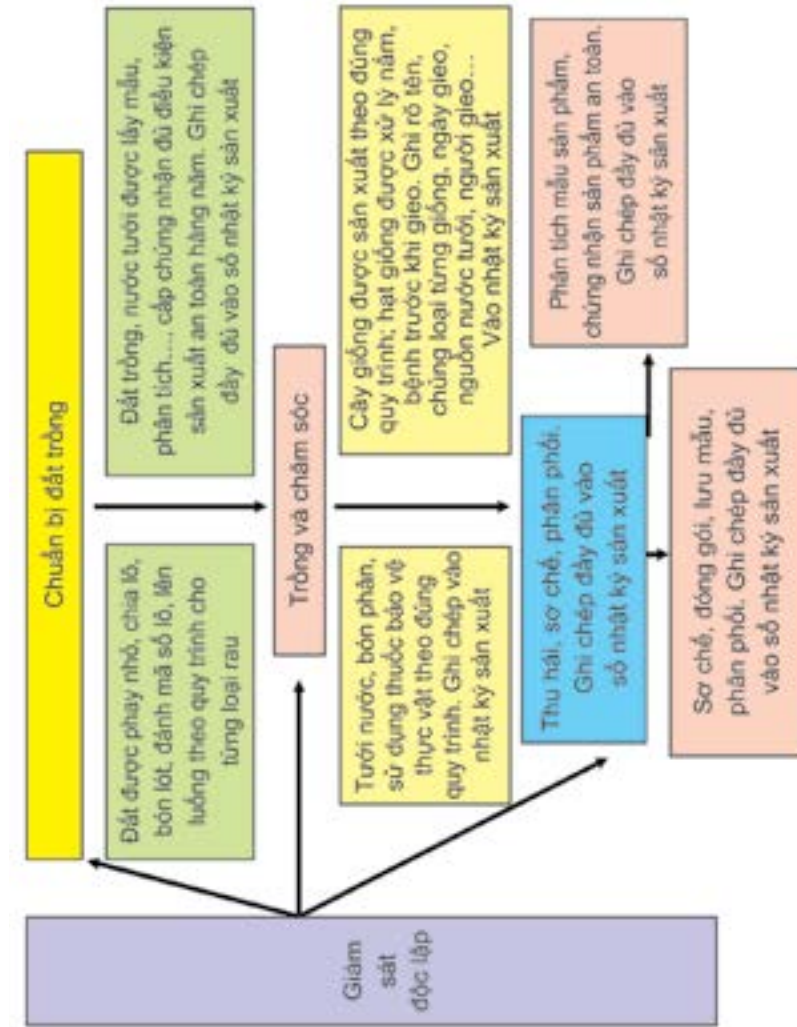 Chuẩn bị đất trồng
Đất được phay nhỏ, chia lô,
bón lót, đánh mã số lô, lên
luống theo quy trình cho
từng loại rau
Đất trồng, nước tưới được lấy mẫu,
phân tích…, cấp chứng nhận đủ điều kiện
sản xuất an toàn hàng năm. Ghi chép
đầy đủ vào sổ nhật ký sản xuất
Giám
sát
độc lập
Trồng và chăm sóc
Tưới nước, bón phân,
sử dụng thuốc bảo vệ
thực vật theo đúng
quy trình. Ghi chép vào
nhật ký sản xuất
Cây giống được sản xuất theo đúng
quy trình; hạt giống được xử lý nấm,
bệnh trước khi gieo. Ghi rõ tên,
chủng loại từng giống, ngày gieo,
nguồn nước tưới, người gieo…
Vào nhật ký sản xuất
Thu hái, sơ chế, phân phối.
Ghi chép đầy đủ vào
sổ nhật ký sản xuất
Sơ chế, đóng gói, lưu mẫu,
phân phối. Ghi chép đầy đủ
vào sổ nhật ký sản xuất
Phân tích mẫu sản phẩm,
chứng nhận sản phẩm an toàn.
Ghi chép đầy đủ vào
sổ nhật ký sản xuất